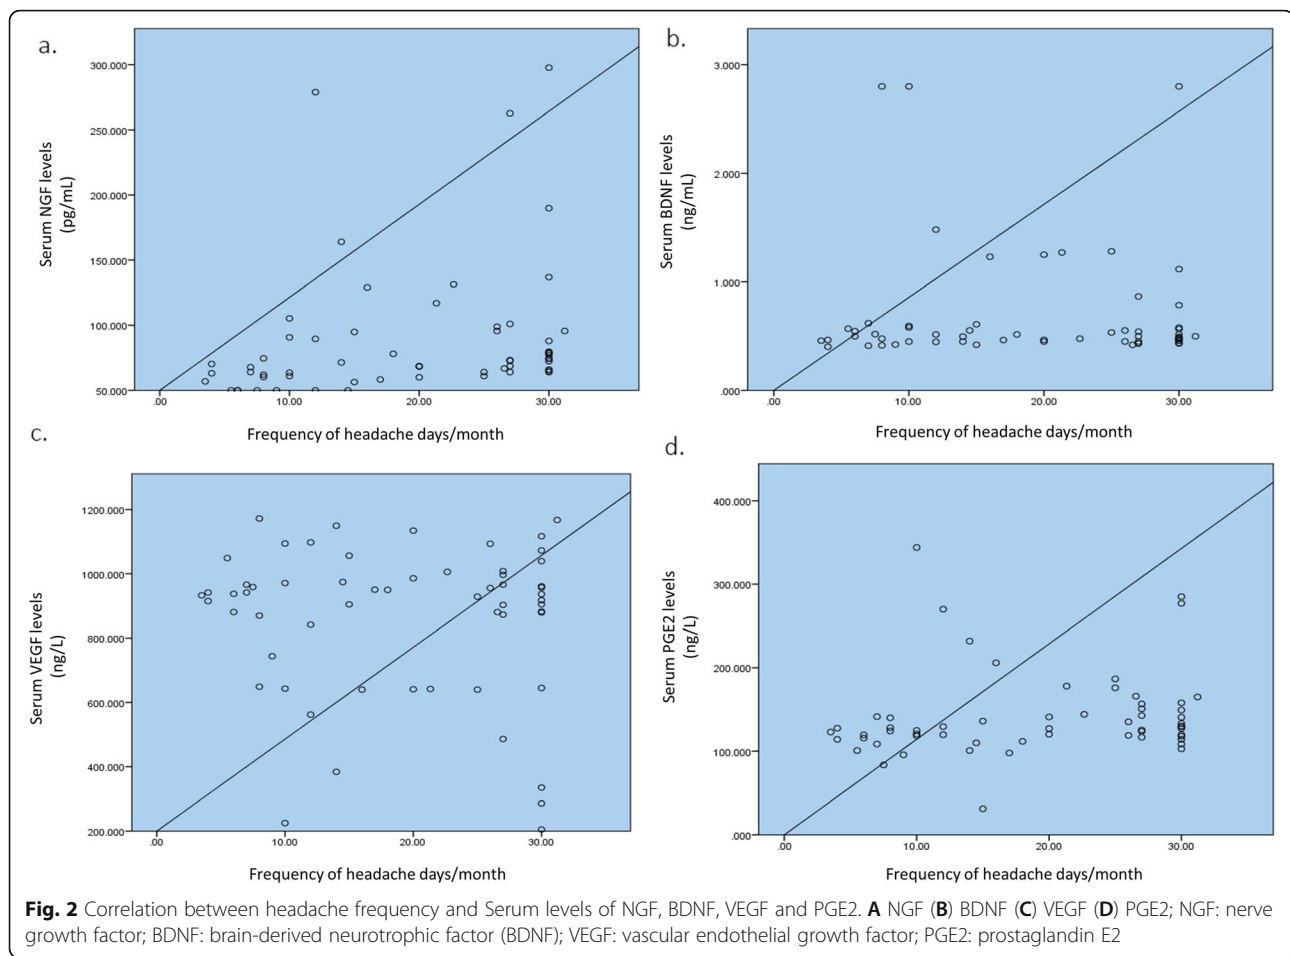 a.
300.000
250.000
200.000
150.000
100.000
50.000
Serum NGF levels
(pg/mL)
.00 10.00 20.00 30.00
Frequency of headache days/month
b.
3.000
2.000
1.000
.000
Serum BDNF levels
(ng/mL)
.00 10.00 20.00 30.00
Frequency of headache days/month
c.
1200.000
1000.000
800.000
600.000
400.000
200.000
Serum VEGF levels
(ng/L)
.00 10.00 20.00 30.00
Frequency of headache days/month
d.
400.000
300.000
200.000
100.000
.000
Serum PGE2 levels
(ng/L)
.00 10.00 20.00 30.00
Frequency of headache days/month
Fig. 2 Correlation between headache frequency and Serum levels of NGF, BDNF, VEGF and PGE2. A NGF (B) BDNF (C) VEGF (D) PGE2; NGF: nerve
growth factor; BDNF: brain-derived neurotrophic factor (BDNF); VEGF: vascular endothelial growth factor; PGE2: prostaglandin E2